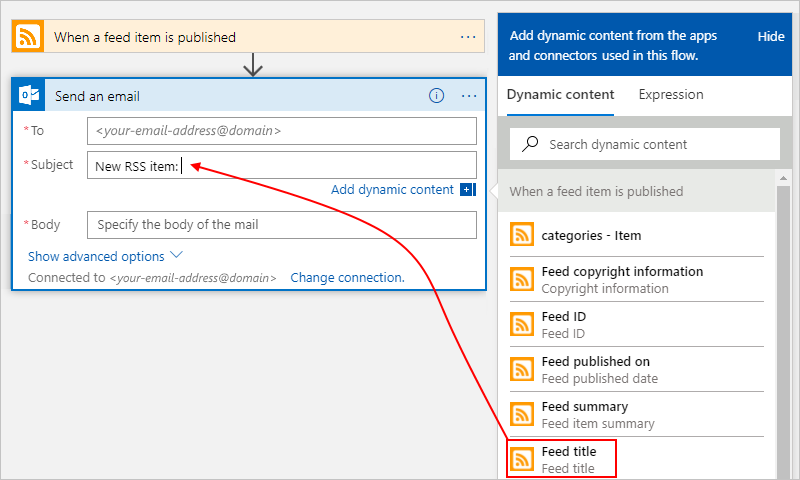 When a feed item is published
...
Send an email
...
* To
<your-email-address@domain>
* Subject
New RSS item:
Add dynamic content
* Body
Specify the body of the mail
Show advanced options
Connected to <your-email-address@domain> Change connection.
Add dynamic content from the apps
and connectors used in this flow.
Hide
Dynamic content
Expression
Search dynamic content
When a feed item is published
categories - Item
Feed copyright information
Copyright information
Feed ID
Feed ID
Feed published on
Feed published date
Feed summary
Feed item summary
Feed title
Feed title